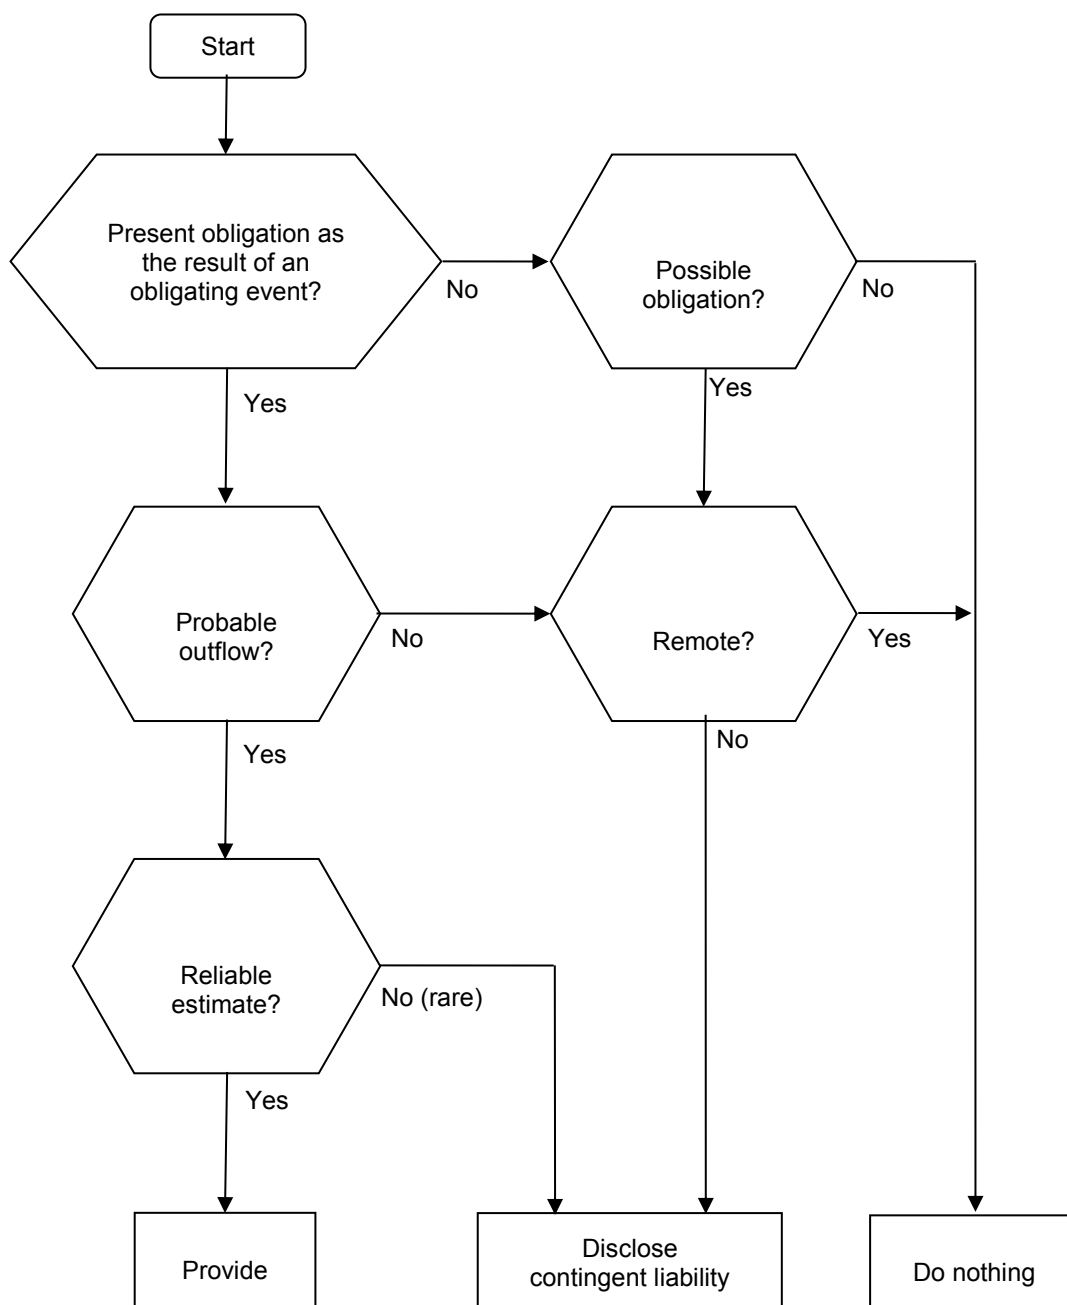 Start
Present obligation as
the result of an
obligating event?
No
Possible
obligation?
No
Yes
Yes
Probable
outflow?
No
Remote?
Yes
Yes
No
Reliable
estimate?
No (rare)
Yes
Provide
Disclose
contingent liability
Do nothing